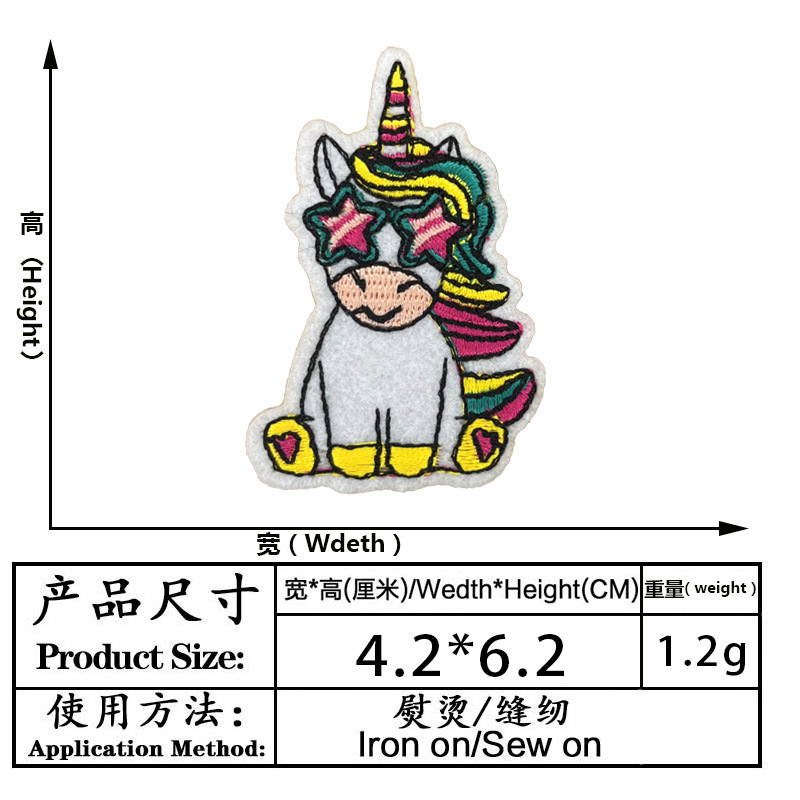 高
(Height)
宽 ( Wdeth )
产品尺寸
Product Size:
宽*高(厘米)/Wedth*Height(CM)
重量( weight )
4.2*6.2
1.2g
使用方法:
Application Method:
熨烫/缝纫
Iron on/Sew on